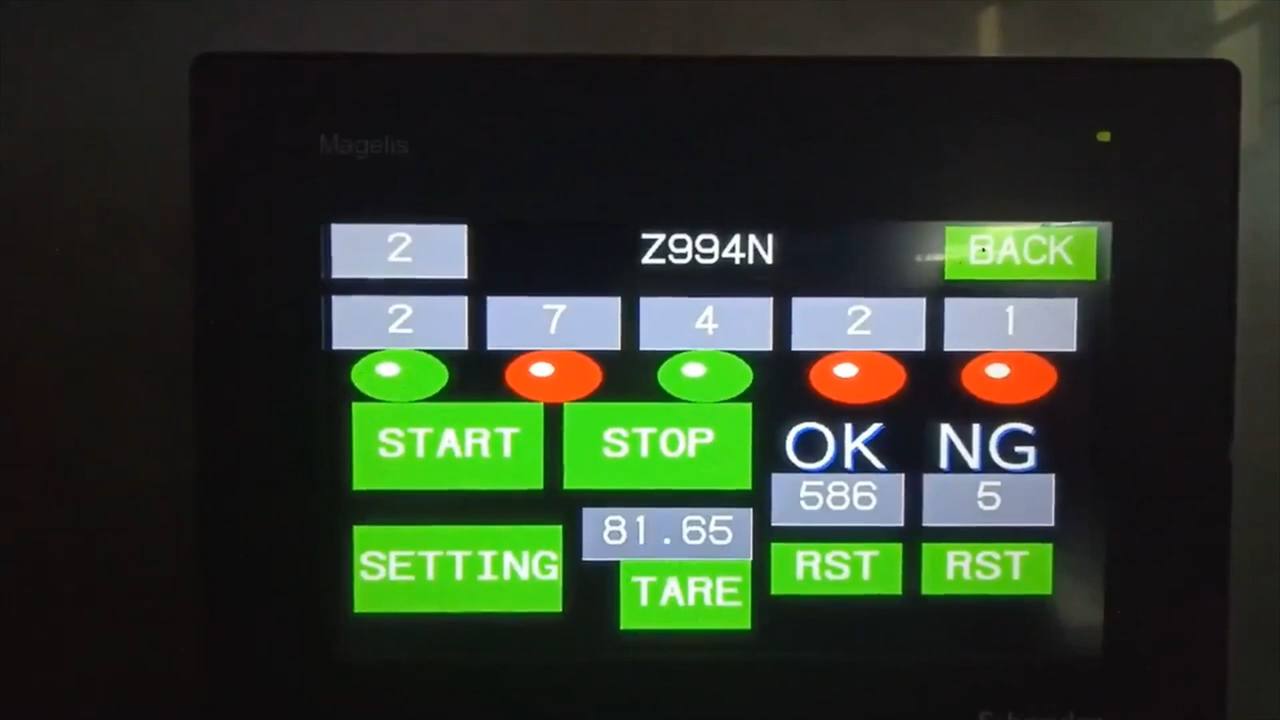 Magelis
2 Z994N BACK
2 7 4 2 1
START STOP OK NG
586 5
81.65
SETTING RST RST
TARE